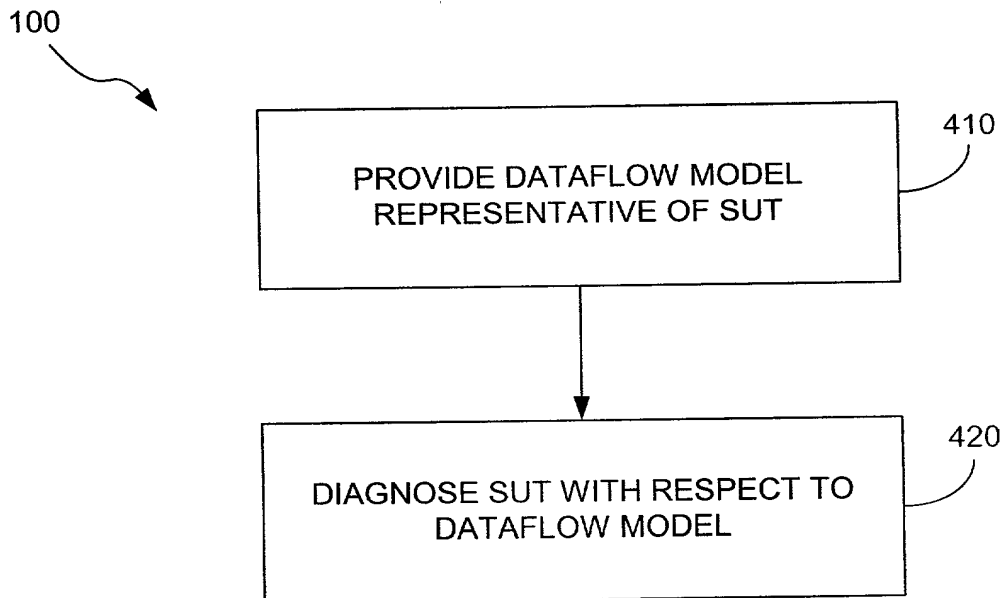 100
410
PROVIDE DATAFLOW MODEL
REPRESENTATIVE OF SUT
420
DIAGNOSE SUT WITH RESPECT TO
DATAFLOW MODEL